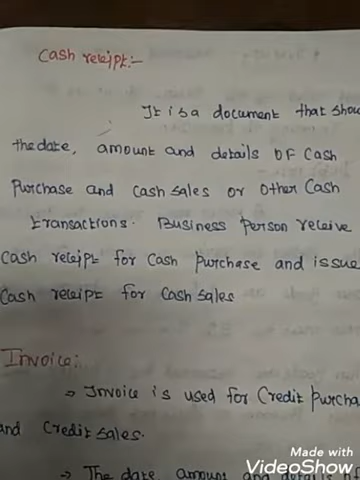 Cash receipt:-
It is a document that show
the date, amount and details OF Cash
Purchase and cash sales or other Cash
transactions. Business Person receive
Cash receipt for Cash Purchase and issue
Cash receipt for Cash Sales
Invoice:
→ Invoice is used for Credit purcha
and Credit sales.
→ The date, amount and details of
Made with
VideoShow